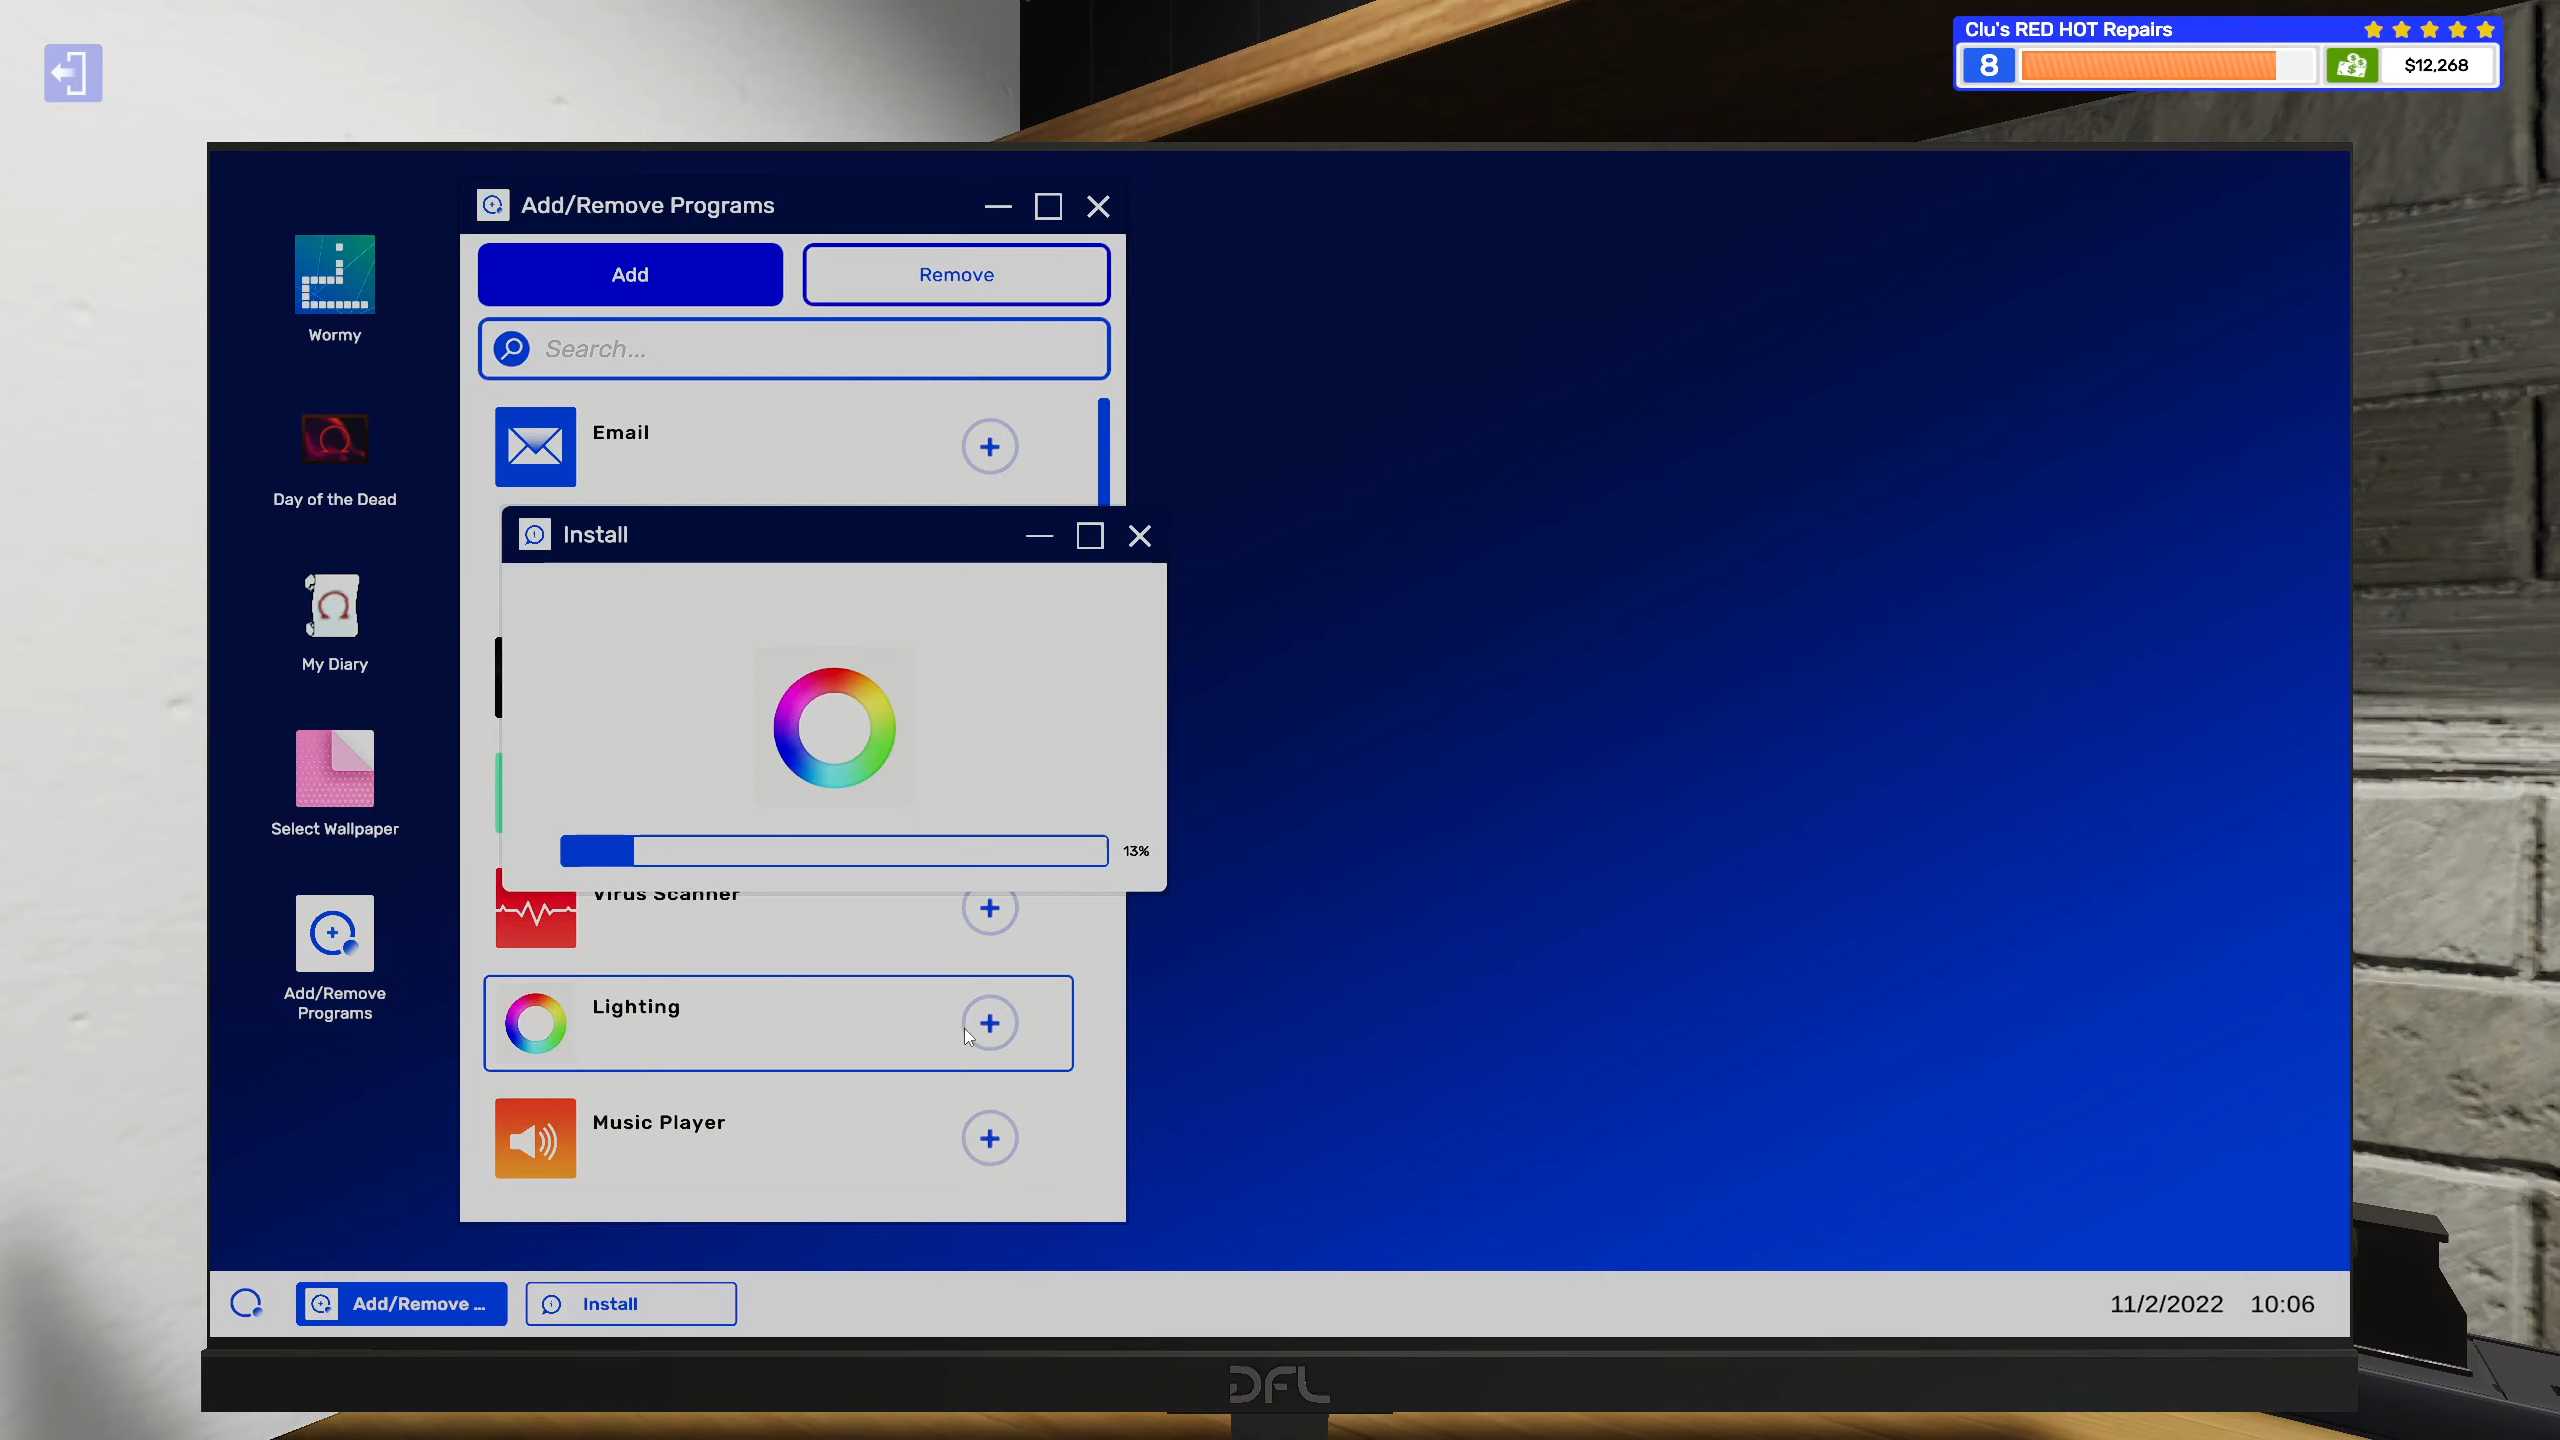 Clu's RED HOT Repairs
8
$12,268
Add/Remove Programs
Add
Remove
Search...
Email
Wormy
Day of the Dead
My Diary
Select Wallpaper
Add/Remove
Programs
Install
13%
Virus Scanner
Lighting
Music Player
Add/Remove ...
Install
11/2/2022 10:06
DFL